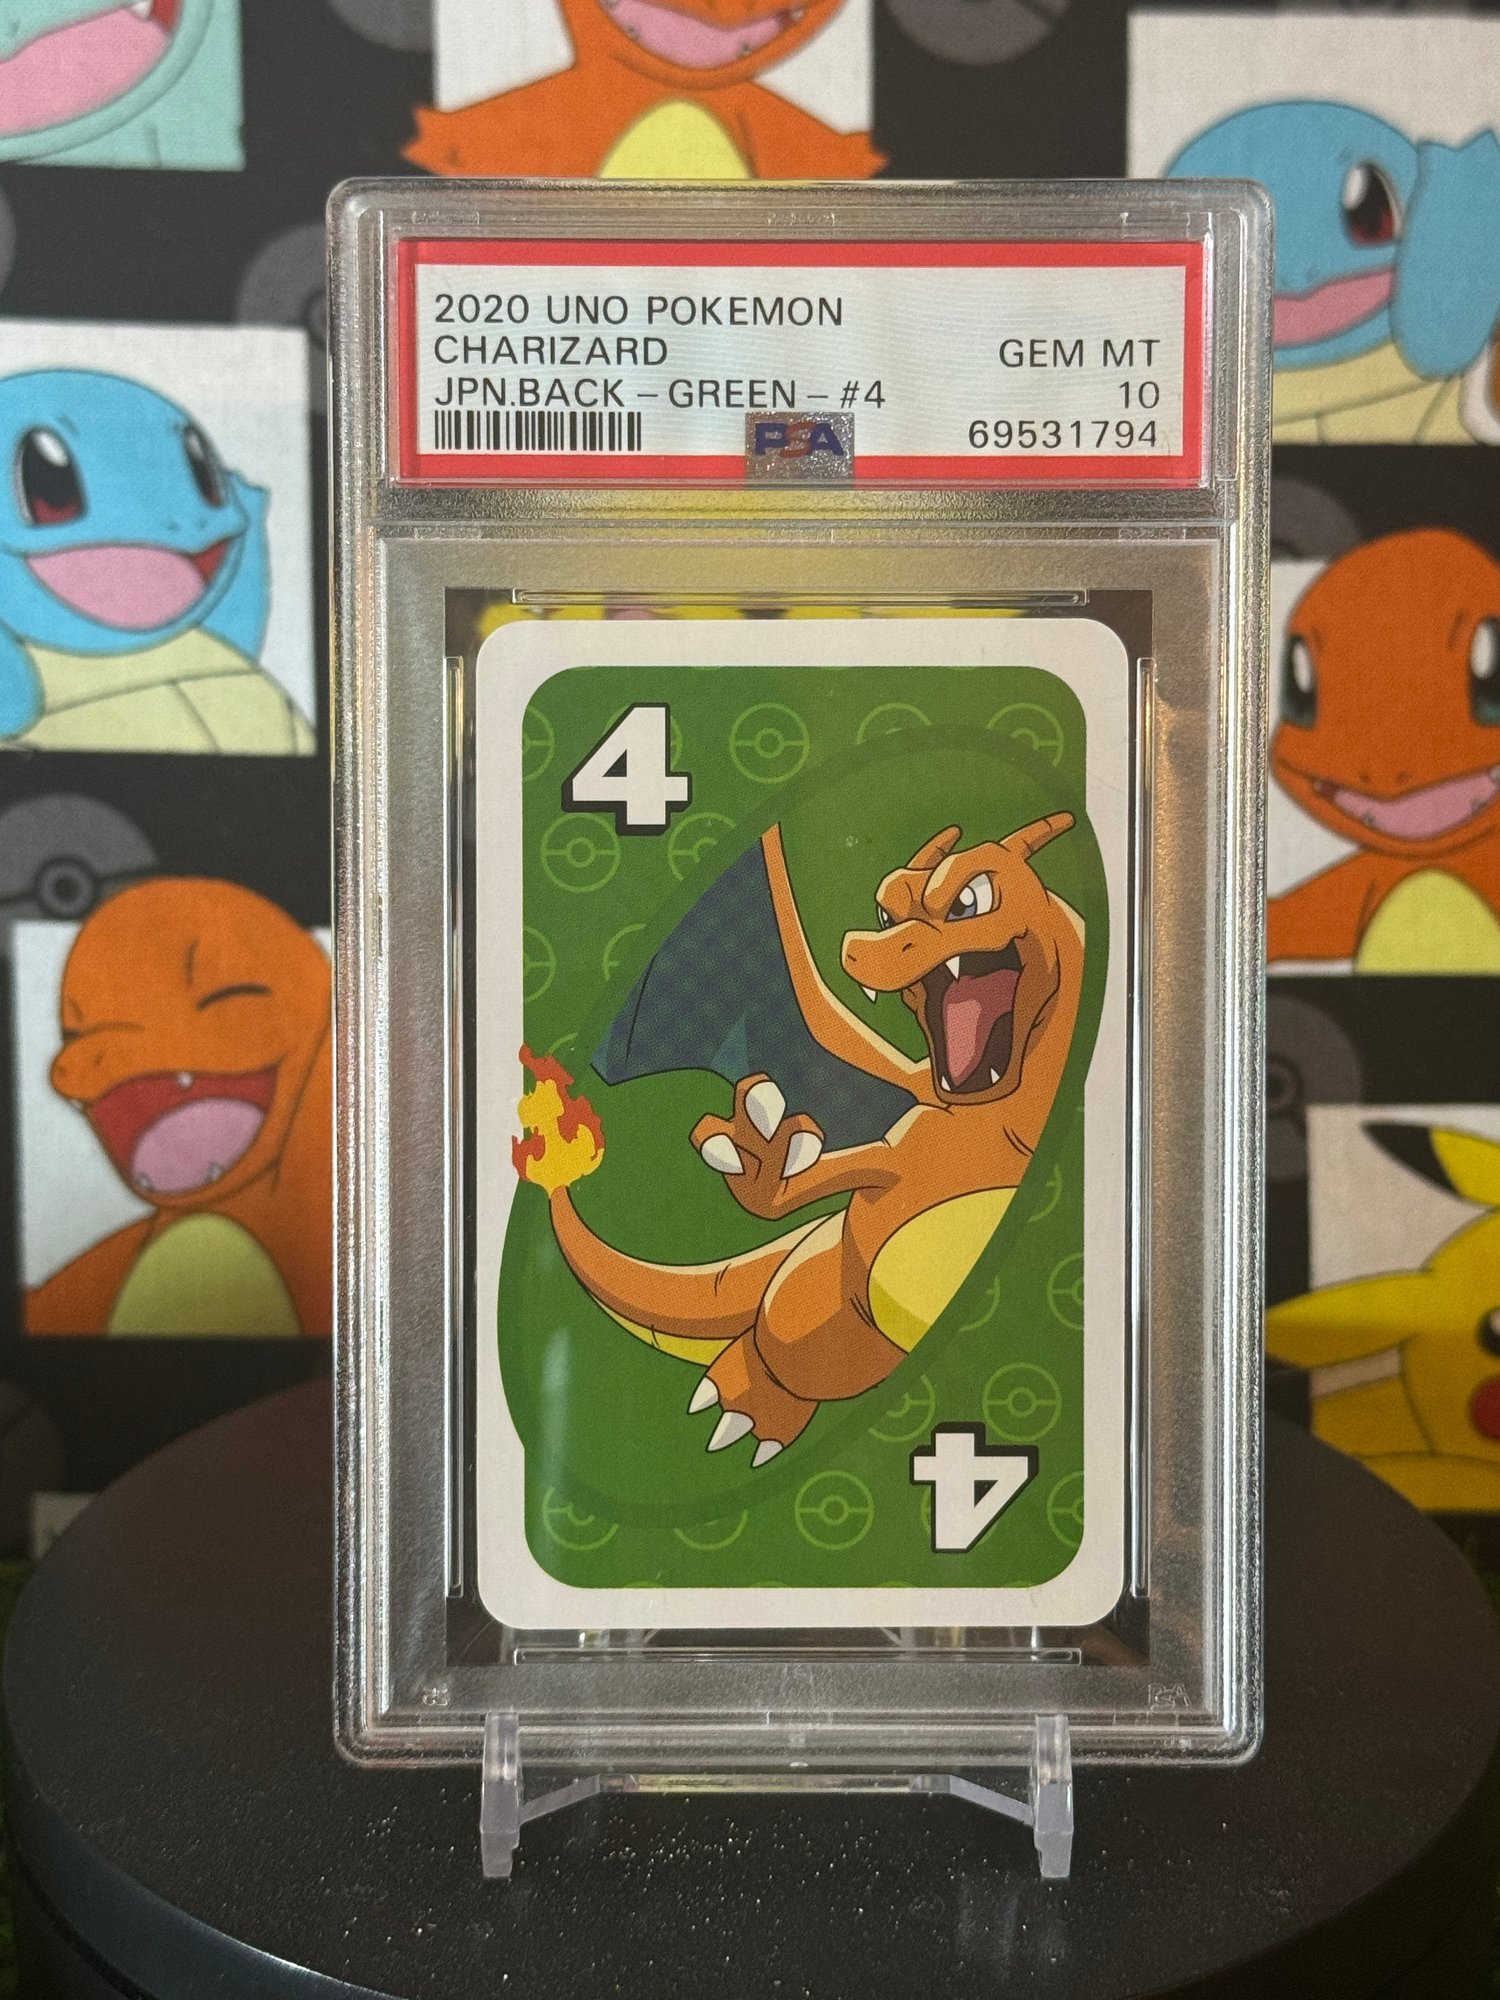 2020 UNO POKEMON
CHARIZARD GEM MT
JPN.BACK – GREEN – #4 10
PSA 69531794
4
4